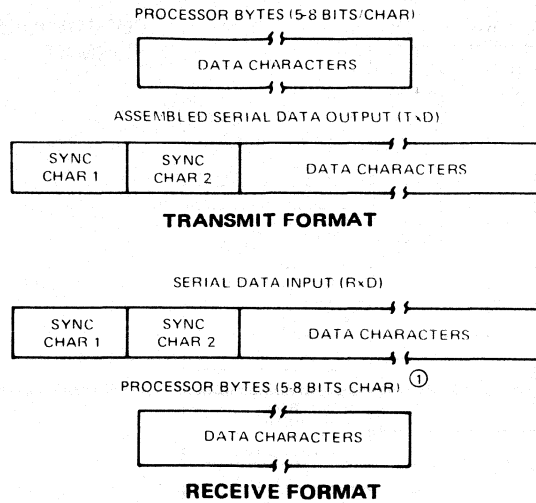 PROCESSOR BYTES (5-8 BITS/CHAR)
DATA CHARACTERS
ASSEMBLED SERIAL DATA OUTPUT (TxD)
SYNC CHAR 1
SYNC CHAR 2
DATA CHARACTERS
TRANSMIT FORMAT
SERIAL DATA INPUT (RxD)
SYNC CHAR 1
SYNC CHAR 2
DATA CHARACTERS
PROCESSOR BYTES (5-8 BITS CHAR) ①
DATA CHARACTERS
RECEIVE FORMAT